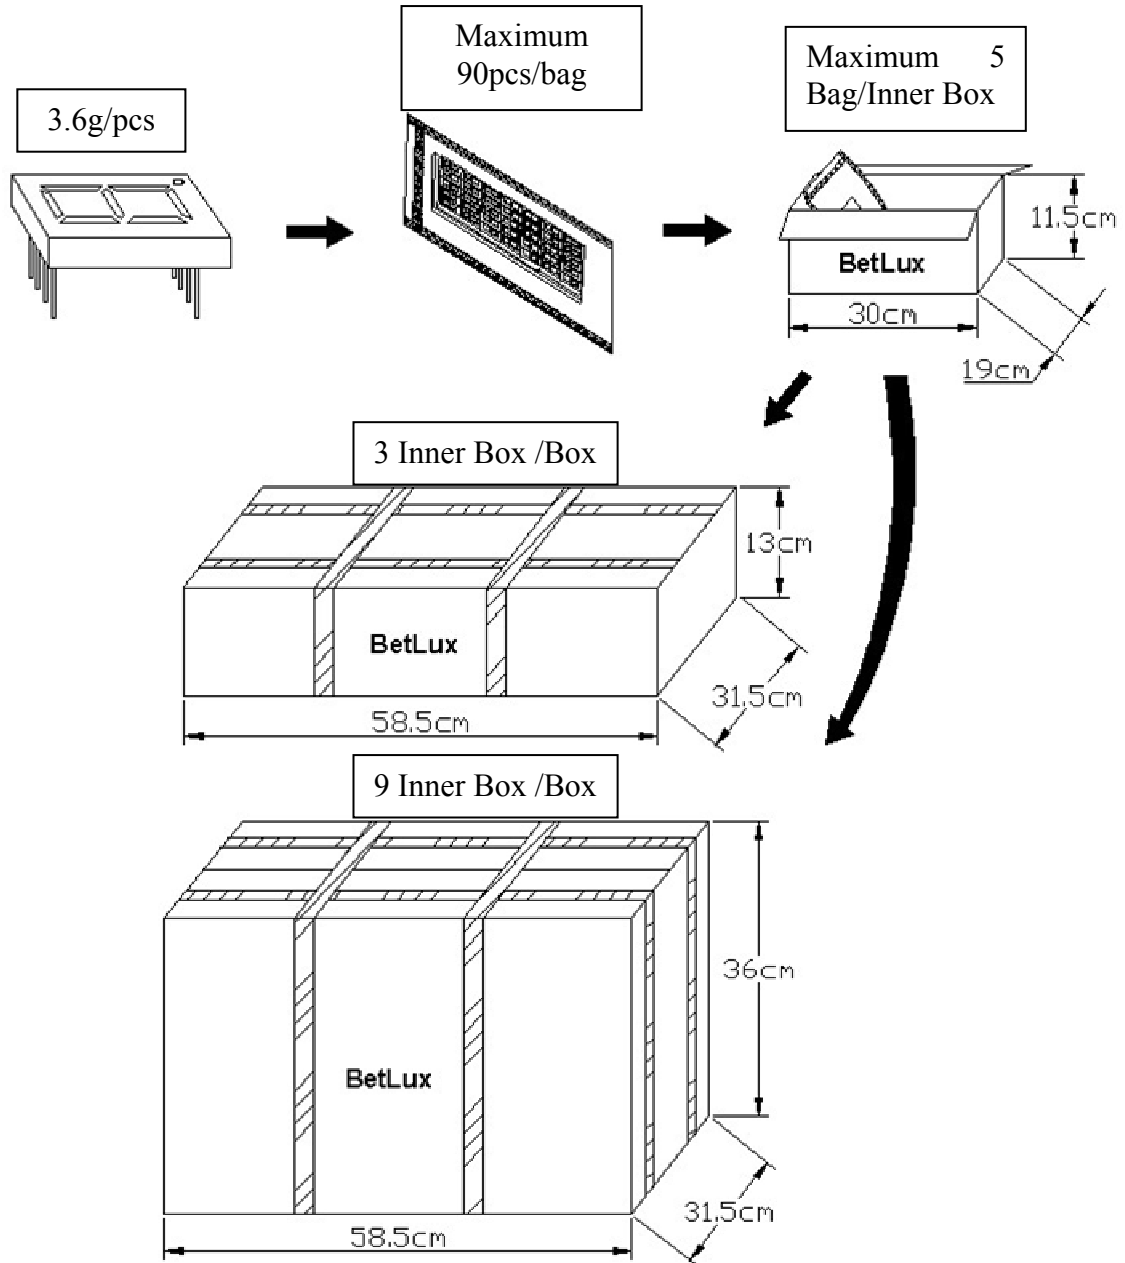 3.6g/pcs
Maximum
90pcs/bag
Maximum 5
Bag/Inner Box
BetLux
11.5cm
30cm
19cm
3 Inner Box /Box
BetLux
13cm
31.5cm
58.5cm
9 Inner Box /Box
BetLux
36cm
31.5cm
58.5cm